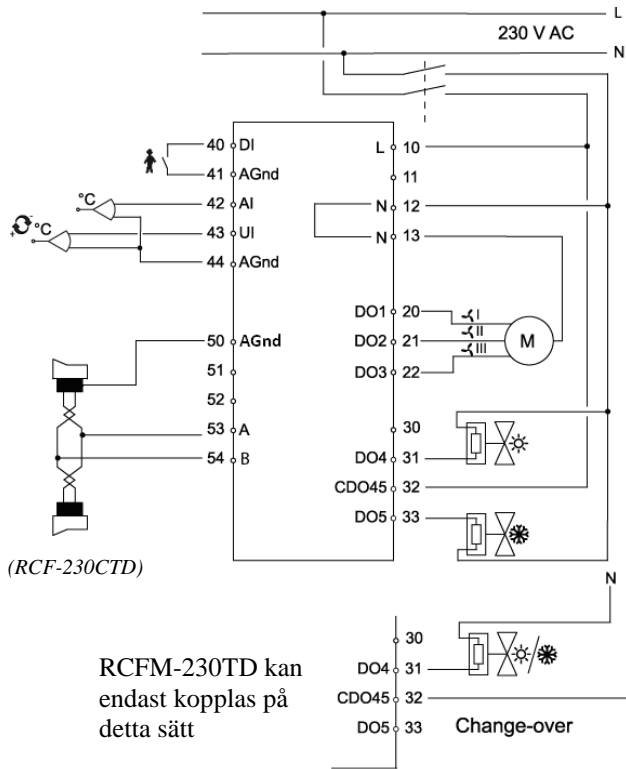 L
230 V AC
N
40 DI
41 AGnd
42 AI
43 UI
44 AGnd
°C
°C
L 10
11
N 12
N 13
DO1 20
DO2 21
DO3 22
I
II
III
M
50 AGnd
51
52
53 A
54 B
30
DO4 31
CDO45 32
DO5 33
(RCF-230CTD)
N
RCFM-230TD kan
endast kopplas på
detta sätt
30
DO4 31
CDO45 32
DO5 33
Change-over